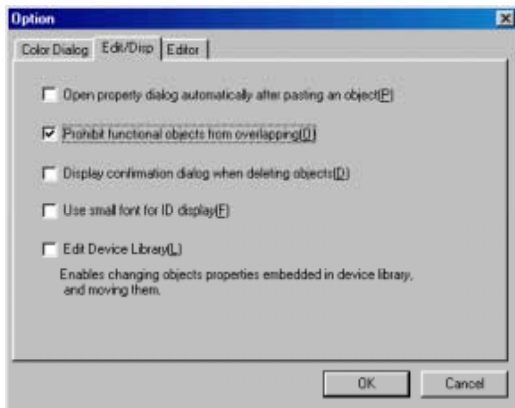 Option
Color Dialog Edit/Disp Editor
Open property dialog automatically after pasting an object(P)
Prohibit functional objects from overlapping(O)
Display confirmation dialog when deleting objects(D)
Use small font for ID display(F)
Edit Device Library(L)
Enables changing objects properties embedded in device library,
and moving them.
OK Cancel